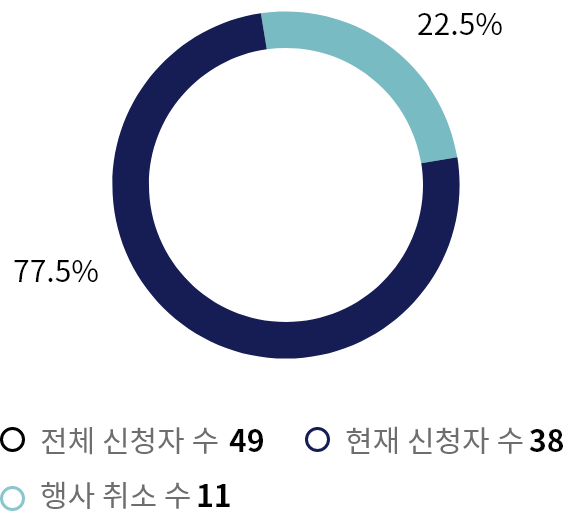 22.5%
77.5%
전체 신청자 수 49
현재 신청자 수 38
행사 취소 수 11